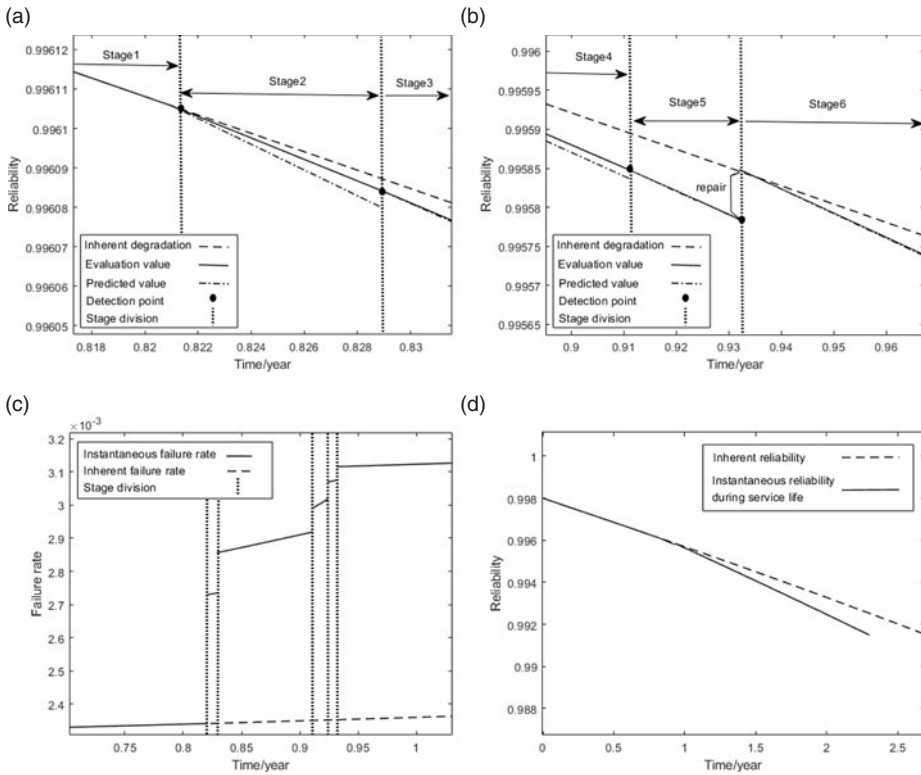 (a)
0.99612
0.99611
0.9961
0.99609
0.99608
0.99607
0.99606
0.99605
Reliability
Stage1
Stage2
Stage3
Inherent degradation
Evaluation value
Predicted value
Detection point
Stage division
0.818 0.82 0.822 0.824 0.826 0.828 0.83
Time/year
(b)
0.996
0.99595
0.9959
0.99585
0.9958
0.99575
0.9957
0.99565
Reliability
Stage4
Stage5
Stage6
repair
Inherent degradation
Evaluation value
Predicted value
Detection point
Stage division
0.9 0.91 0.92 0.93 0.94 0.95 0.96
Time/year
(c)
× 10⁻³
3.2
3.1
3
2.9
2.8
2.7
2.6
2.5
2.4
Failure rate
Instantaneous failure rate
Inherent failure rate
Stage division
0.75 0.8 0.85 0.9 0.95 1
Time/year
(d)
1
0.998
0.996
0.994
0.992
0.99
0.988
Reliability
Inherent reliability
Instantaneous reliability
during service life
0 0.5 1 1.5 2 2.5
Time/year